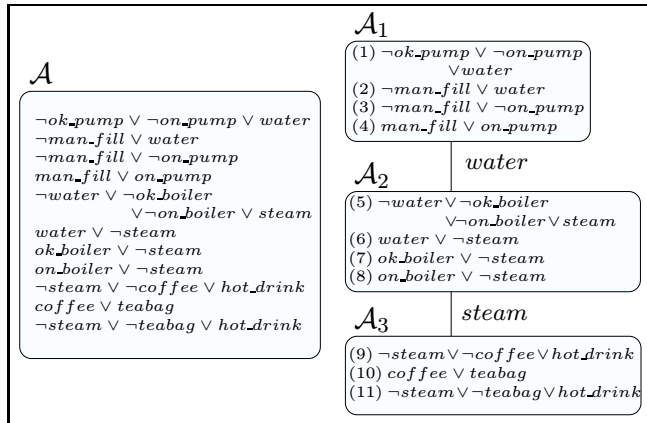 𝒜
¬ok_pump ∨ ¬on_pump ∨ water
¬man_fill ∨ water
¬man_fill ∨ ¬on_pump
man_fill ∨ on_pump
¬water ∨ ¬ok_boiler
∨¬on_boiler ∨ steam
water ∨ ¬steam
ok_boiler ∨ ¬steam
on_boiler ∨ ¬steam
¬steam ∨ ¬coffee ∨ hot_drink
coffee ∨ teabag
¬steam ∨ ¬teabag ∨ hot_drink
𝒜₁
(1) ¬ok_pump ∨ ¬on_pump
∨water
(2) ¬man_fill ∨ water
(3) ¬man_fill ∨ ¬on_pump
(4) man_fill ∨ on_pump
water
𝒜₂
(5) ¬water∨¬ok_boiler
∨¬on_boiler∨steam
(6) water ∨ ¬steam
(7) ok_boiler ∨ ¬steam
(8) on_boiler ∨ ¬steam
steam
𝒜₃
(9) ¬steam∨¬coffee∨hot_drink
(10) coffee ∨ teabag
(11) ¬steam∨¬teabag∨hot_drink